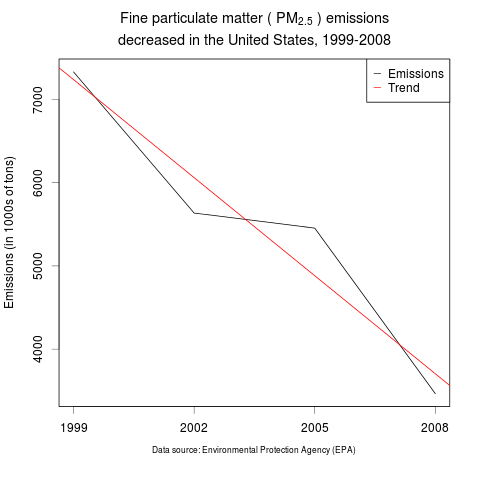 Fine particulate matter ( PM2.5 ) emissions
decreased in the United States, 1999-2008
Emissions
Trend
Emissions (in 1000s of tons)
7000
6000
5000
4000
1999 2002 2005 2008
Data source: Environmental Protection Agency (EPA)